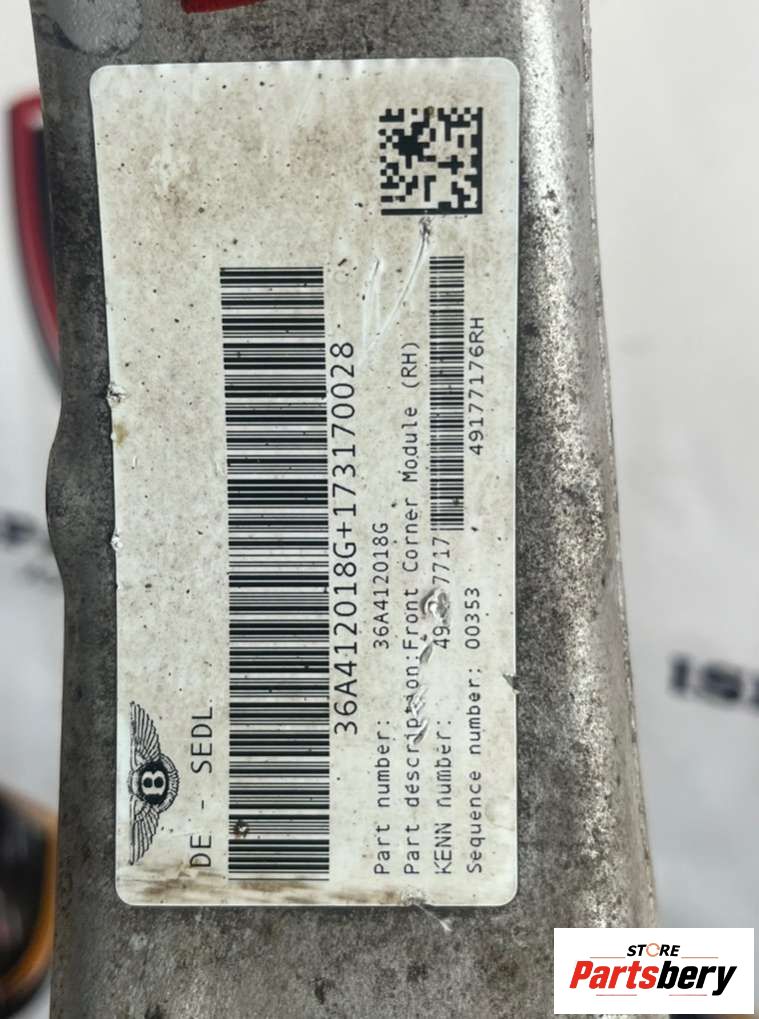 B
DE - SEDL
36A412018G+173170028
Part number: 36A412018G
Part description:Front Corner Module (RH)
KENN number:
Sequence number: 00353
49177176RH
STORE
Partsbery